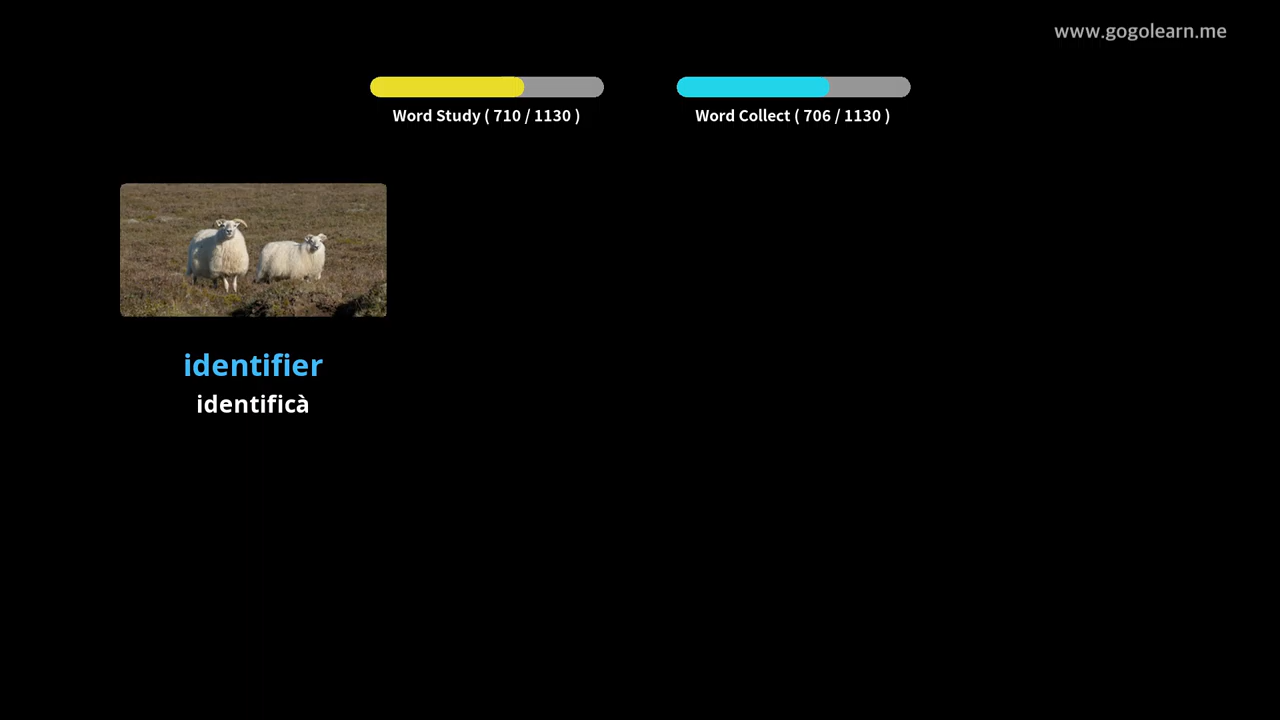 www.gogolearn.me
Word Study ( 710 / 1130 )
Word Collect ( 706 / 1130 )
identifier
identificà